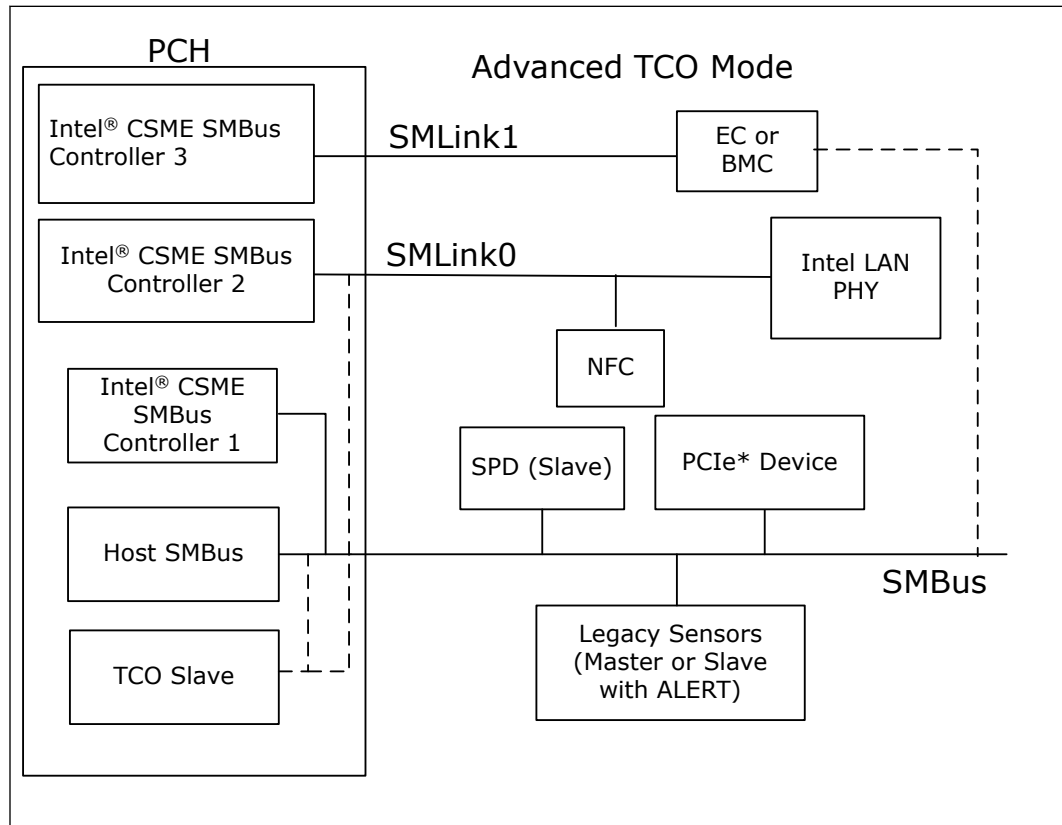 PCH
Advanced TCO Mode
Intel® CSME SMBus
Controller 3
SMLink1
EC or
BMC
Intel® CSME SMBus
Controller 2
SMLink0
Intel LAN
PHY
NFC
Intel® CSME
SMBus
Controller 1
SPD (Slave)
PCIe* Device
Host SMBus
SMBus
TCO Slave
Legacy Sensors
(Master or Slave
with ALERT)